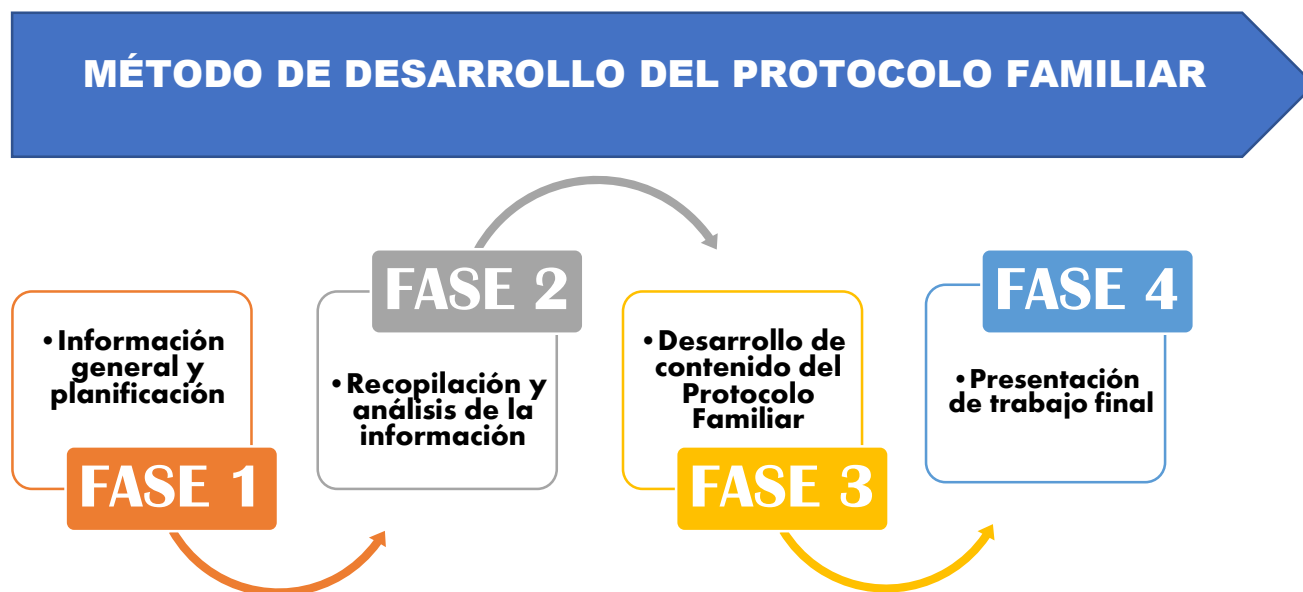 MÉTODO DE DESARROLLO DEL PROTOCOLO FAMILIAR
•Información
general y
planificación
FASE 1
FASE 2
•Recopilación y
análisis de la
información
•Desarrollo de
contenido del
Protocolo
Familiar
FASE 3
FASE 4
•Presentación
de trabajo final